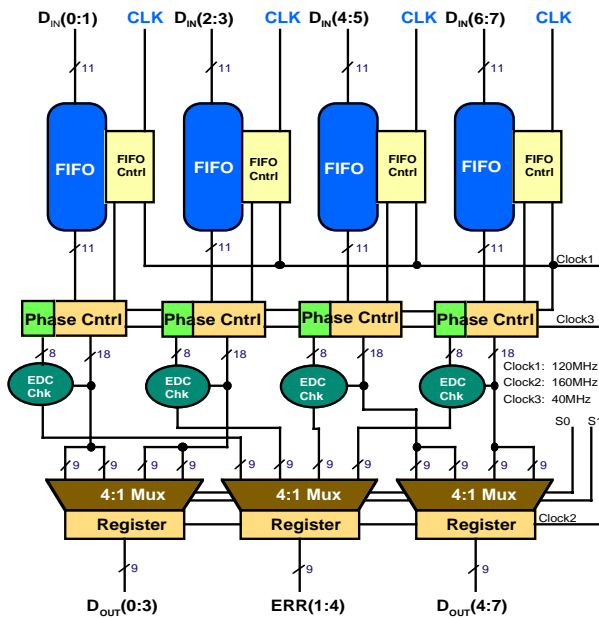 DIN(0:1) CLK DIN(2:3) CLK DIN(4:5) CLK DIN(6:7) CLK
11 11 11 11
FIFO FIFO Cntrl FIFO FIFO Cntrl FIFO FIFO Cntrl FIFO FIFO Cntrl
11 11 11 11
Clock1
Phase Cntrl Phase Cntrl Phase Cntrl Phase Cntrl
Clock3
8 18 8 18 8 18 8 18
EDC Chk EDC Chk EDC Chk EDC Chk
Clock1: 120MHz
Clock2: 160MHz
Clock3: 40MHz
S0 S1
9 9 9 9 9 9 9 9 9 9 9 9
4:1 Mux 4:1 Mux 4:1 Mux
Register Register Register
Clock2
9 9 9
DOUT(0:3) ERR(1:4) DOUT(4:7)